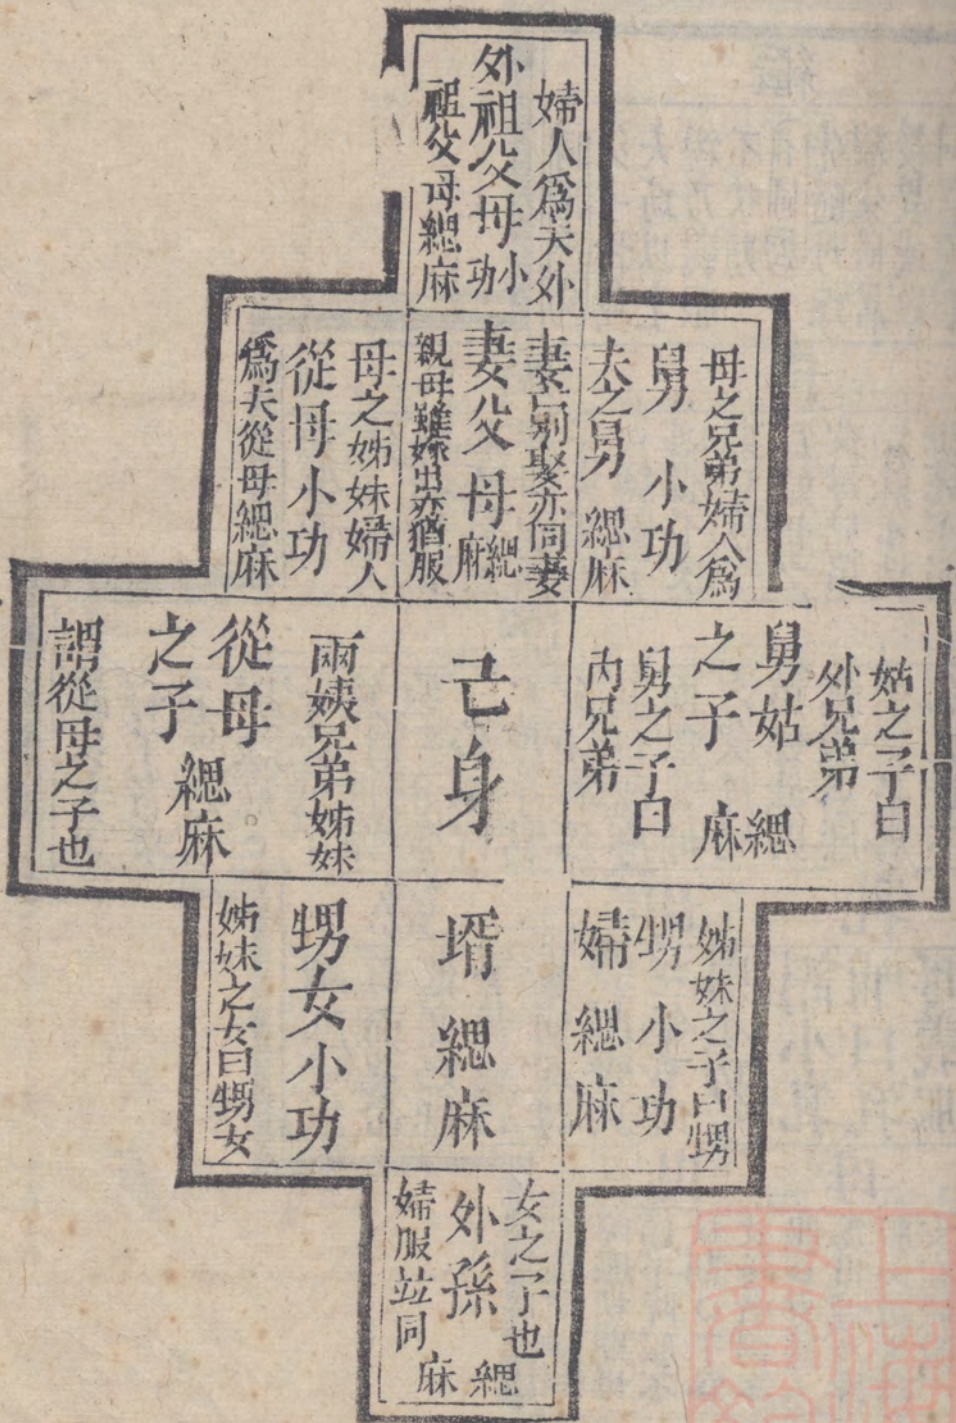 婦人爲夫外
外祖父母小功
祖父母緦麻
母之兄弟婦人爲
舅 小功
夫之舅 緦麻
妻亡別娶亦同妻
妻父母緦麻
親母雖嫁出亦猶服
母之姊妹婦人
從母小功
爲夫從母緦麻
姑之子曰
外兄弟
舅姑
之子 緦麻
舅之子曰
內兄弟
己身
兩姨兄弟姊妹
從母
之子 緦麻
謂從母之子也
姊妹之子曰甥
甥小功
婦緦麻
壻緦麻
甥女小功
姊妹之女曰甥女
女之子也
外孫 緦麻
婦服並同